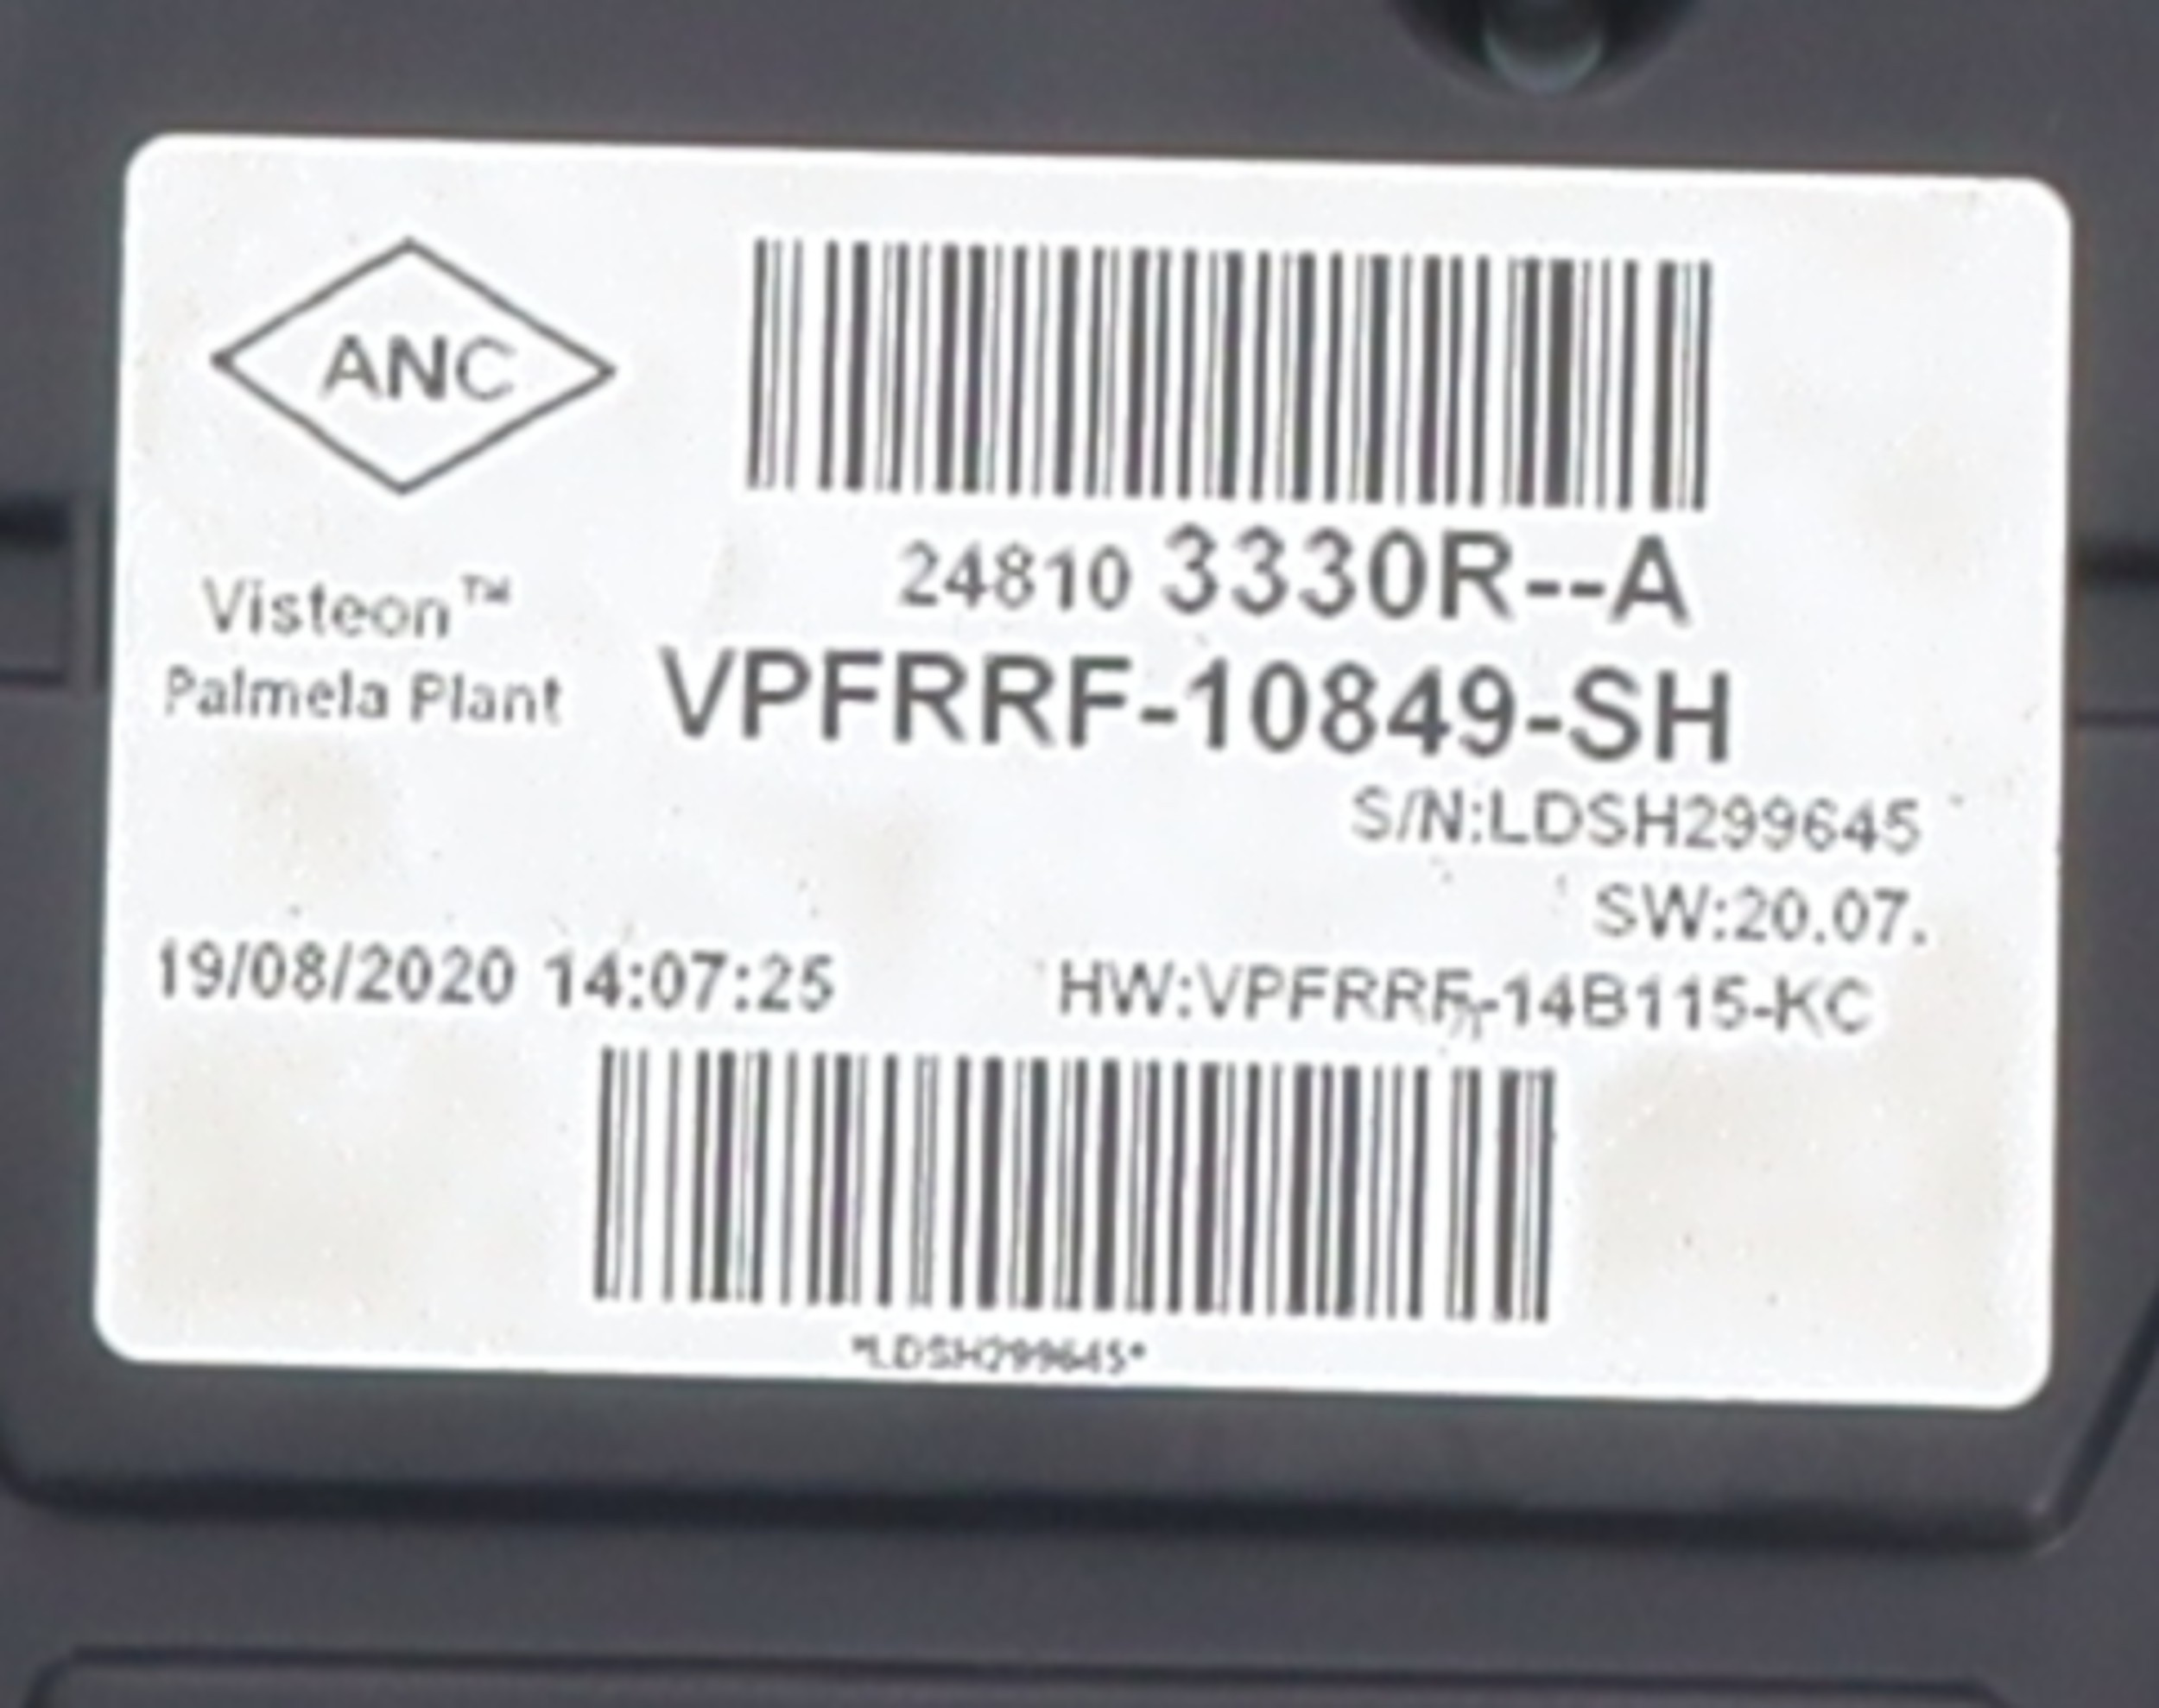 ANC
24810 3330R--A
Visteon™
Palmela Plant
VPFRRF-10849-SH
S/N:LDSH299645
SW:20.07.
19/08/2020 14:07:25
HW:VPFRRF-14B115-KC
*LDSH299645*